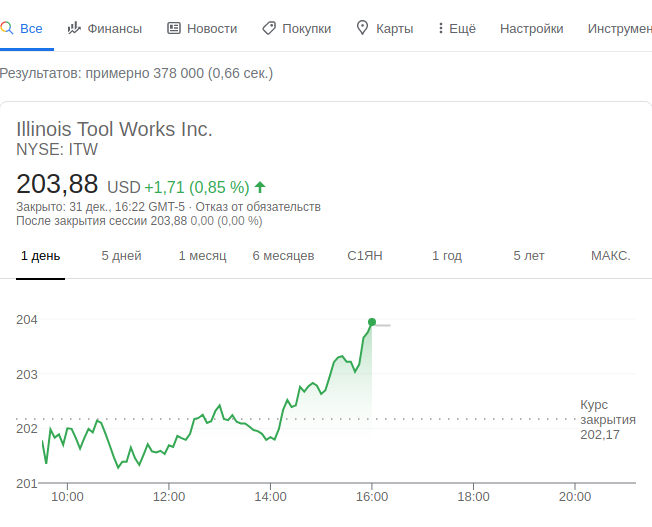 Все Финансы Новости Покупки Карты Ещё Настройки Инструмен
Результатов: примерно 378 000 (0,66 сек.)
Illinois Tool Works Inc.
NYSE: ITW
203,88 USD +1,71 (0,85 %)
Закрыто: 31 дек., 16:22 GMT-5 · Отказ от обязательств
После закрытия сессии 203,88 0,00 (0,00 %)
1 день 5 дней 1 месяц 6 месяцев С1ЯН 1 год 5 лет МАКС.
204
203
Курс
закрытия
202,17
202
201
10:00 12:00 14:00 16:00 18:00 20:00